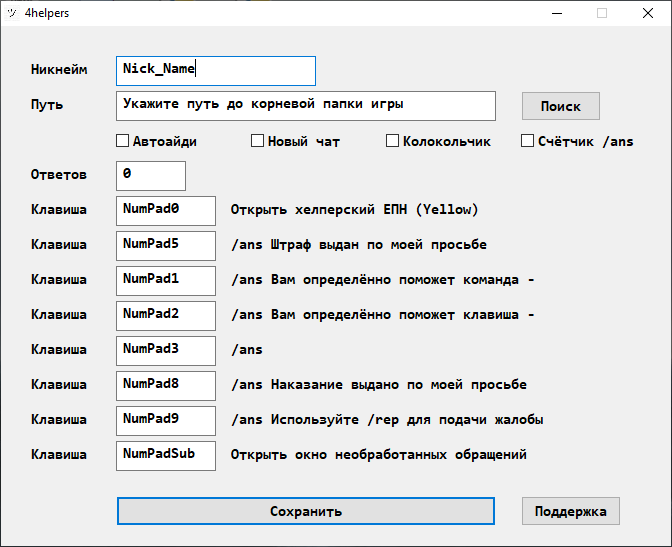 ツ 4helpers
Никнейм Nick_Name
Путь Укажите путь до корневой папки игры Поиск
Автоайди Новый чат Колокольчик Счётчик /ans
Ответов 0
Клавиша NumPad0 Открыть хелперский ЕПН (Yellow)
Клавиша NumPad5 /ans Штраф выдан по моей просьбе
Клавиша NumPad1 /ans Вам определённо поможет команда -
Клавиша NumPad2 /ans Вам определённо поможет клавиша -
Клавиша NumPad3 /ans
Клавиша NumPad8 /ans Наказание выдано по моей просьбе
Клавиша NumPad9 /ans Используйте /rep для подачи жалобы
Клавиша NumPadSub Открыть окно необработанных обращений
Сохранить Поддержка